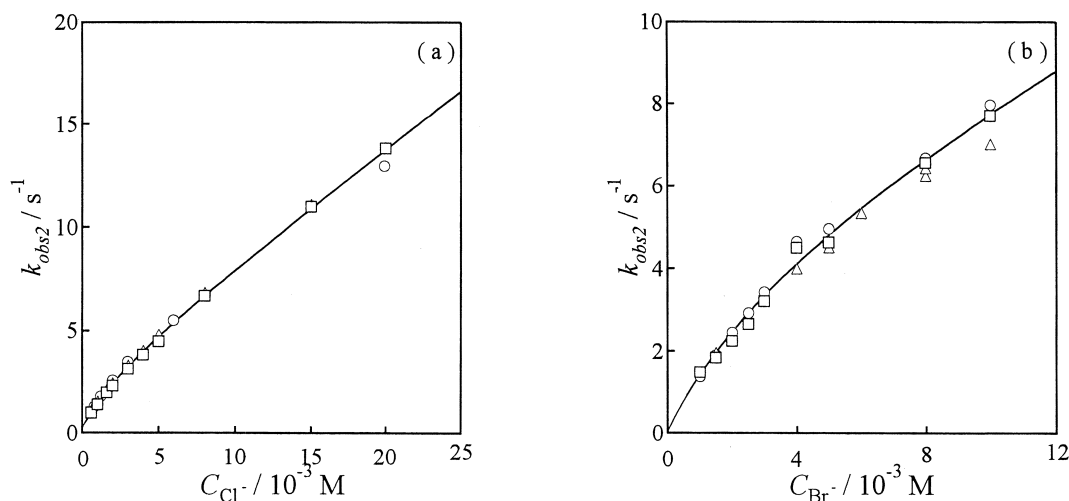 20
15
10
5
0
k_obs2 / s^-1
( a )
0 5 10 15 20 25
C_Cl^- / 10^-3 M
10
8
6
4
2
0
k_obs2 / s^-1
( b )
0 4 8 12
C_Br^- / 10^-3 M